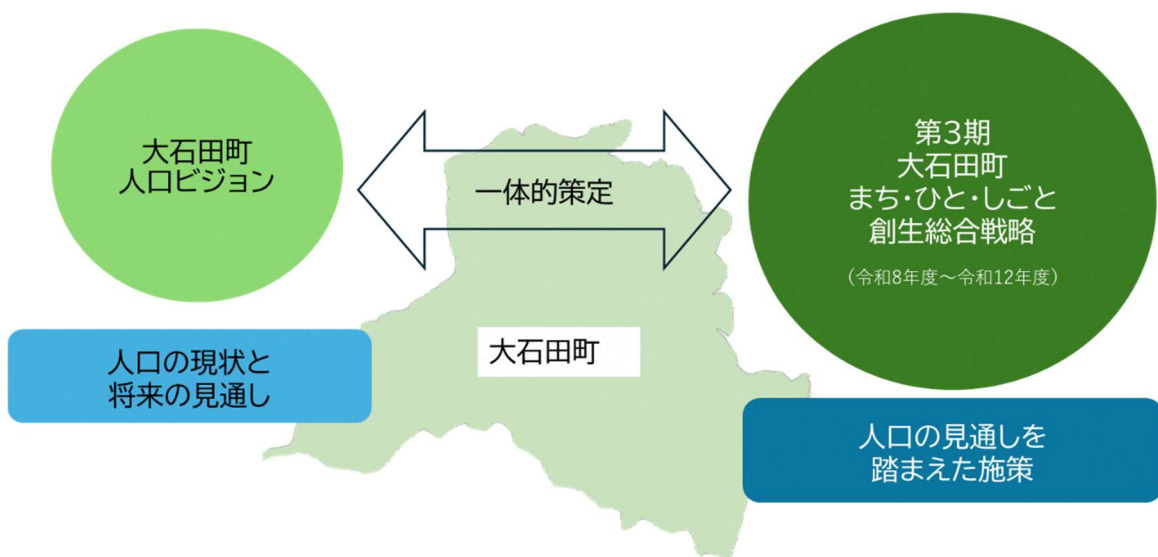 大石田町
人口ビジョン
一体的策定
第3期
大石田町
まち・ひと・しごと
創生総合戦略
（令和8年度～令和12年度）
大石田町
人口の現状と
将来の見通し
人口の見通しを
踏まえた施策